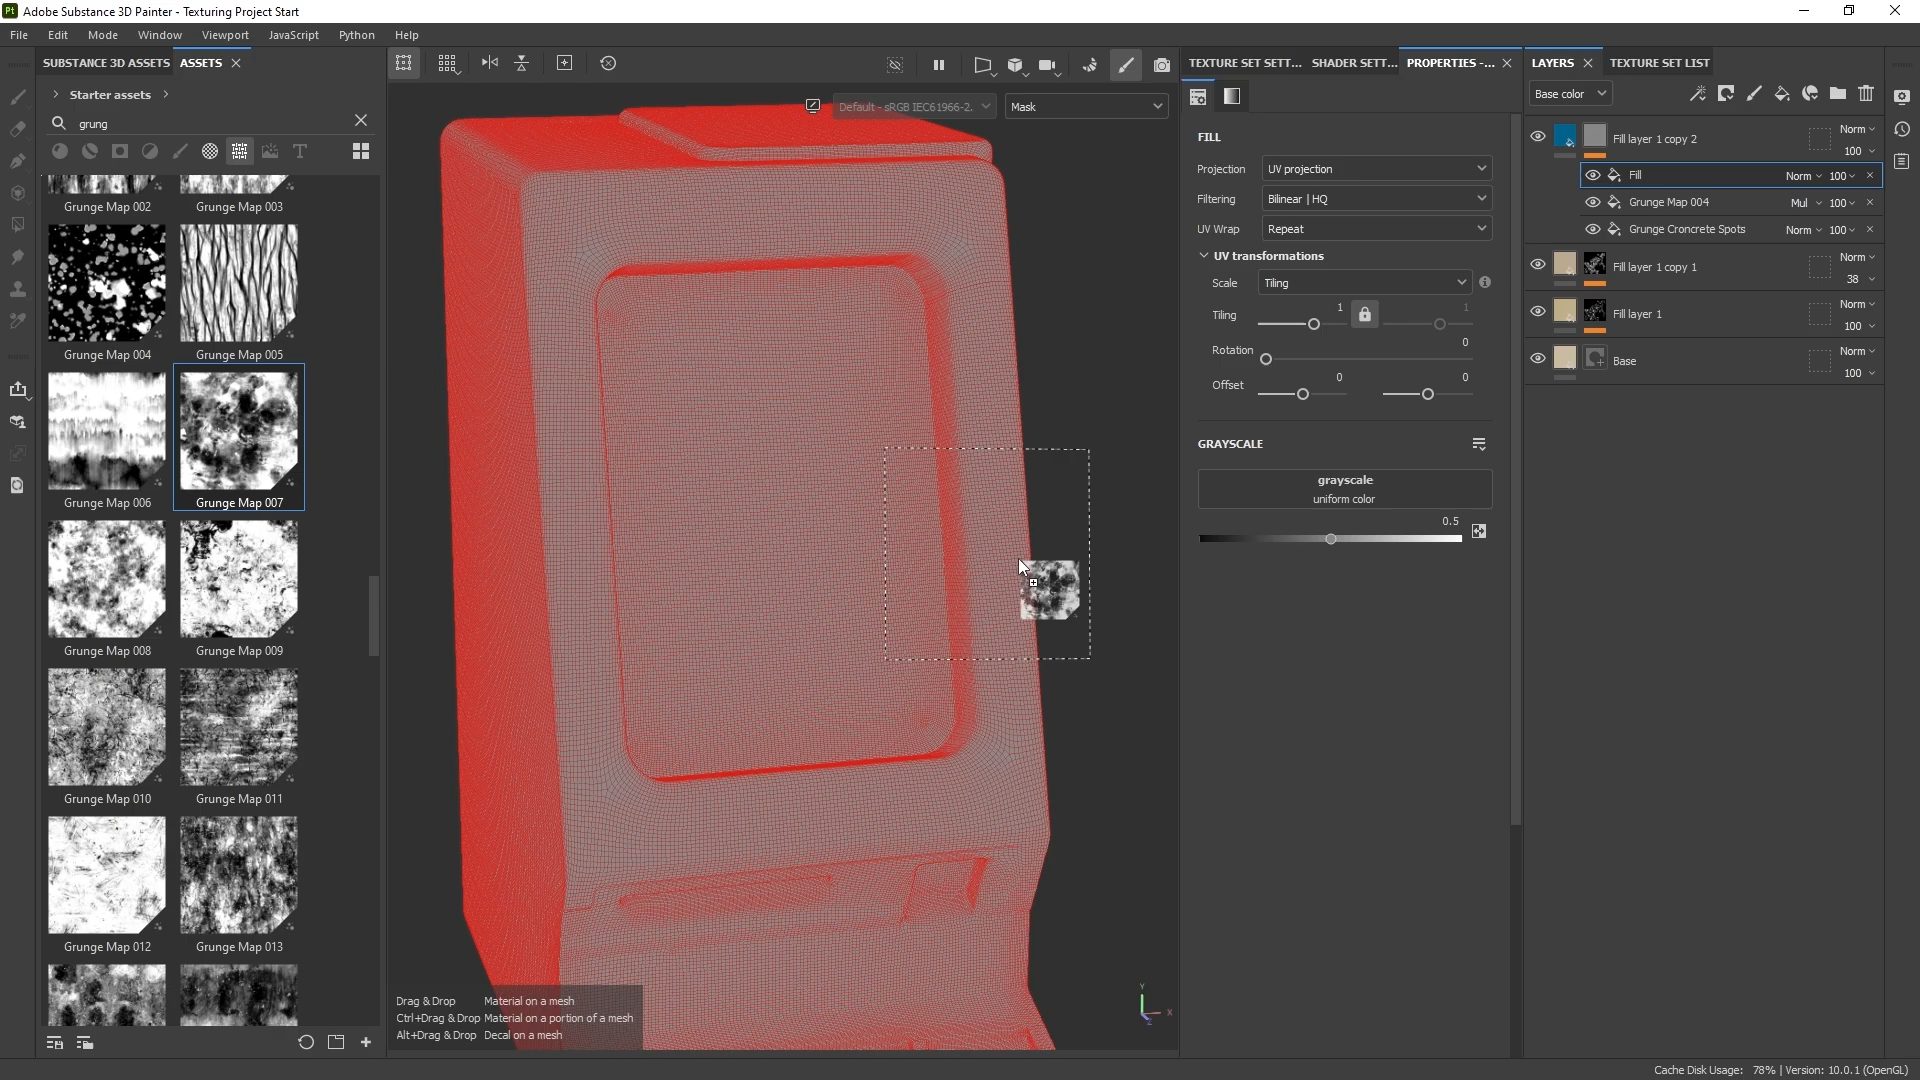 Pt Adobe Substance 3D Painter - Texturing Project Start
File Edit Mode Window Viewport JavaScript Python Help
SUBSTANCE 3D ASSETS ASSETS
Starter assets
grung
Grunge Map 002 Grunge Map 003
Grunge Map 004 Grunge Map 005
Grunge Map 006 Grunge Map 007
Grunge Map 008 Grunge Map 009
Grunge Map 010 Grunge Map 011
Grunge Map 012 Grunge Map 013
Default - sRGB IEC61966-2. Mask
Drag & Drop Material on a mesh
Ctrl+Drag & Drop Material on a portion of a mesh
Alt+Drag & Drop Decal on a mesh
Y
X
Z
TEXTURE SET SETT... SHADER SETT... PROPERTIES -...
FILL
Projection UV projection
Filtering Bilinear | HQ
UV Wrap Repeat
UV transformations
Scale Tiling
Tiling 1 1
Rotation 0
Offset 0 0
GRAYSCALE
grayscale
uniform color
0.5
LAYERS TEXTURE SET LIST
Base color
Fill layer 1 copy 2 Norm
100
Fill Norm 100
Grunge Map 004 Mul 100
Grunge Croncrete Spots Norm 100
Fill layer 1 copy 1 Norm
38
Fill layer 1 Norm
100
Base Norm
100
Cache Disk Usage: 78% | Version: 10.0.1 (OpenGL)